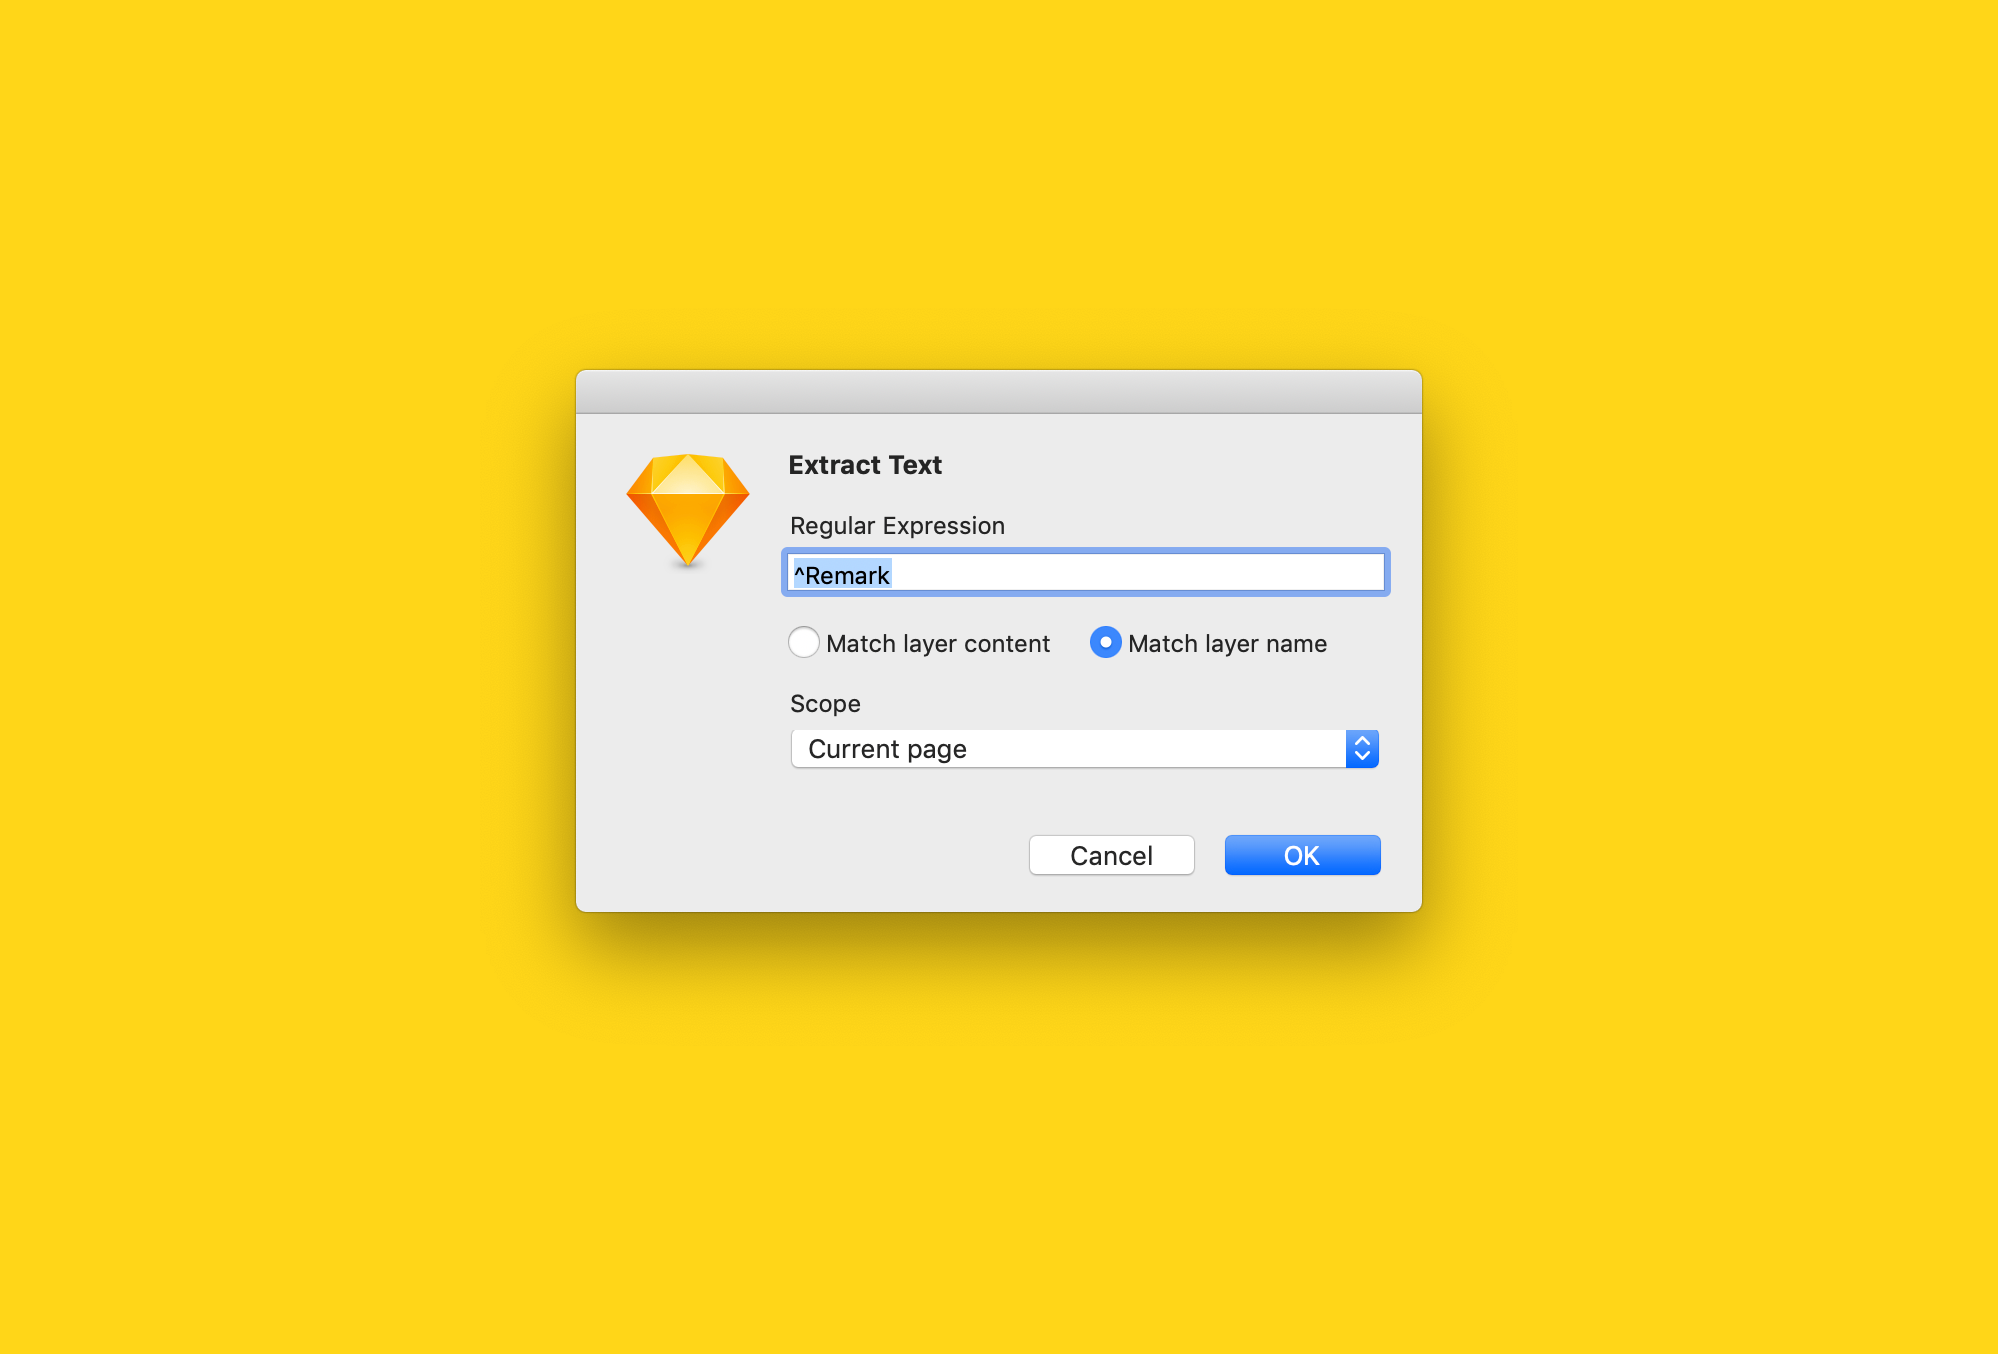 Extract Text
Regular Expression
^Remark
Match layer content Match layer name
Scope
Current page
Cancel OK